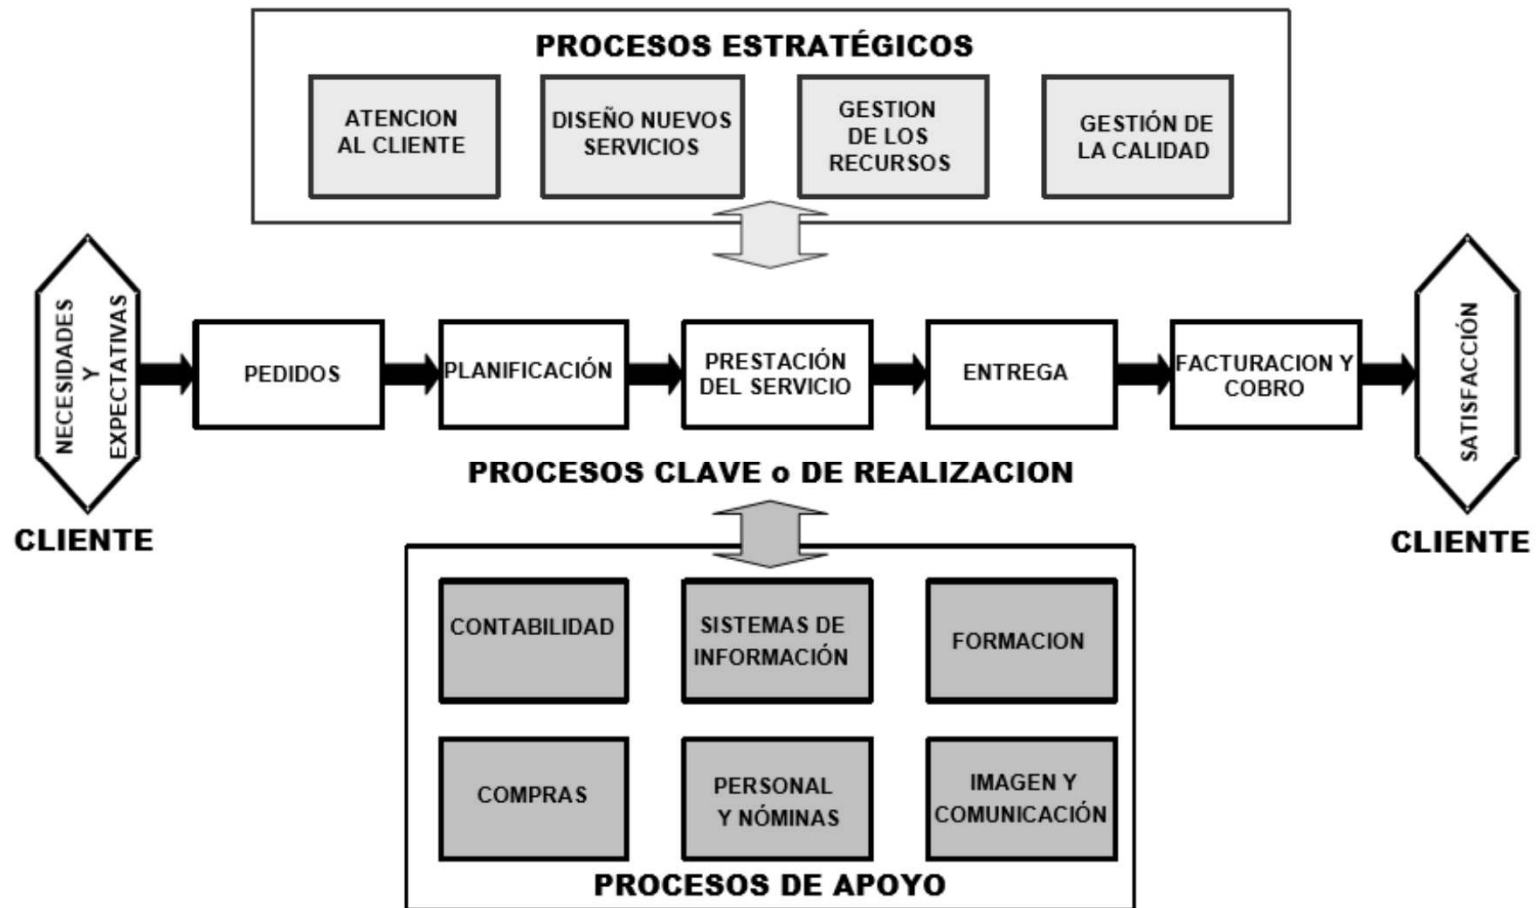 PROCESOS ESTRATÉGICOS
ATENCION
AL CLIENTE
DISEÑO NUEVOS
SERVICIOS
GESTION
DE LOS
RECURSOS
GESTIÓN DE
LA CALIDAD
NECESIDADES
Y
EXPECTATIVAS
CLIENTE
PEDIDOS
PLANIFICACIÓN
PRESTACIÓN
DEL SERVICIO
ENTREGA
FACTURACION Y
COBRO
SATISFACCIÓN
CLIENTE
PROCESOS CLAVE o DE REALIZACION
CONTABILIDAD
SISTEMAS DE
INFORMACIÓN
FORMACION
COMPRAS
PERSONAL
Y NÓMINAS
IMAGEN Y
COMUNICACIÓN
PROCESOS DE APOYO